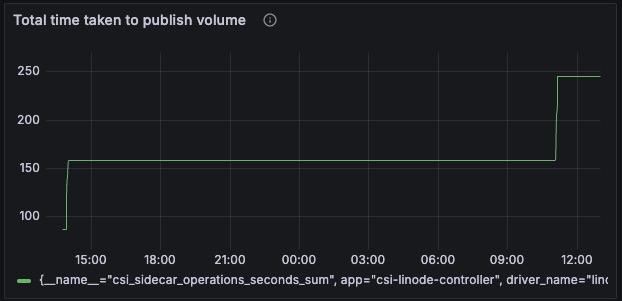 Total time taken to publish volume
250
200
150
100
15:00 18:00 21:00 00:00 03:00 06:00 09:00 12:00
{__name__="csi_sidecar_operations_seconds_sum", app="csi-linode-controller", driver_name="lino